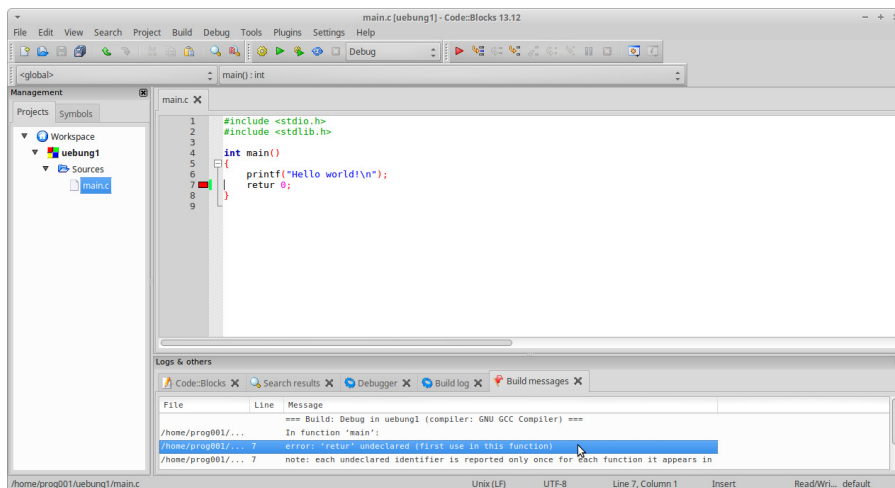 main.c [uebung1] - Code::Blocks 13.12
File Edit View Search Project Build Debug Tools Plugins Settings Help
Debug
<global> main() : int
Management
Projects Symbols
Workspace
uebung1
Sources
main.c
main.c
1 #include <stdio.h>
2 #include <stdlib.h>
3
4 int main()
5 {
6 printf("Hello world!\n");
7 retur 0;
8 }
9
Logs & others
Code::Blocks Search results Debugger Build log Build messages
File Line Message
=== Build: Debug in uebung1 (compiler: GNU GCC Compiler) ===
/home/prog001/... In function ‘main’:
/home/prog001/... 7 error: ‘retur’ undeclared (first use in this function)
/home/prog001/... 7 note: each undeclared identifier is reported only once for each function it appears in
/home/prog001/uebung1/main.c Unix (LF) UTF-8 Line 7, Column 1 Insert Read/Wri... default